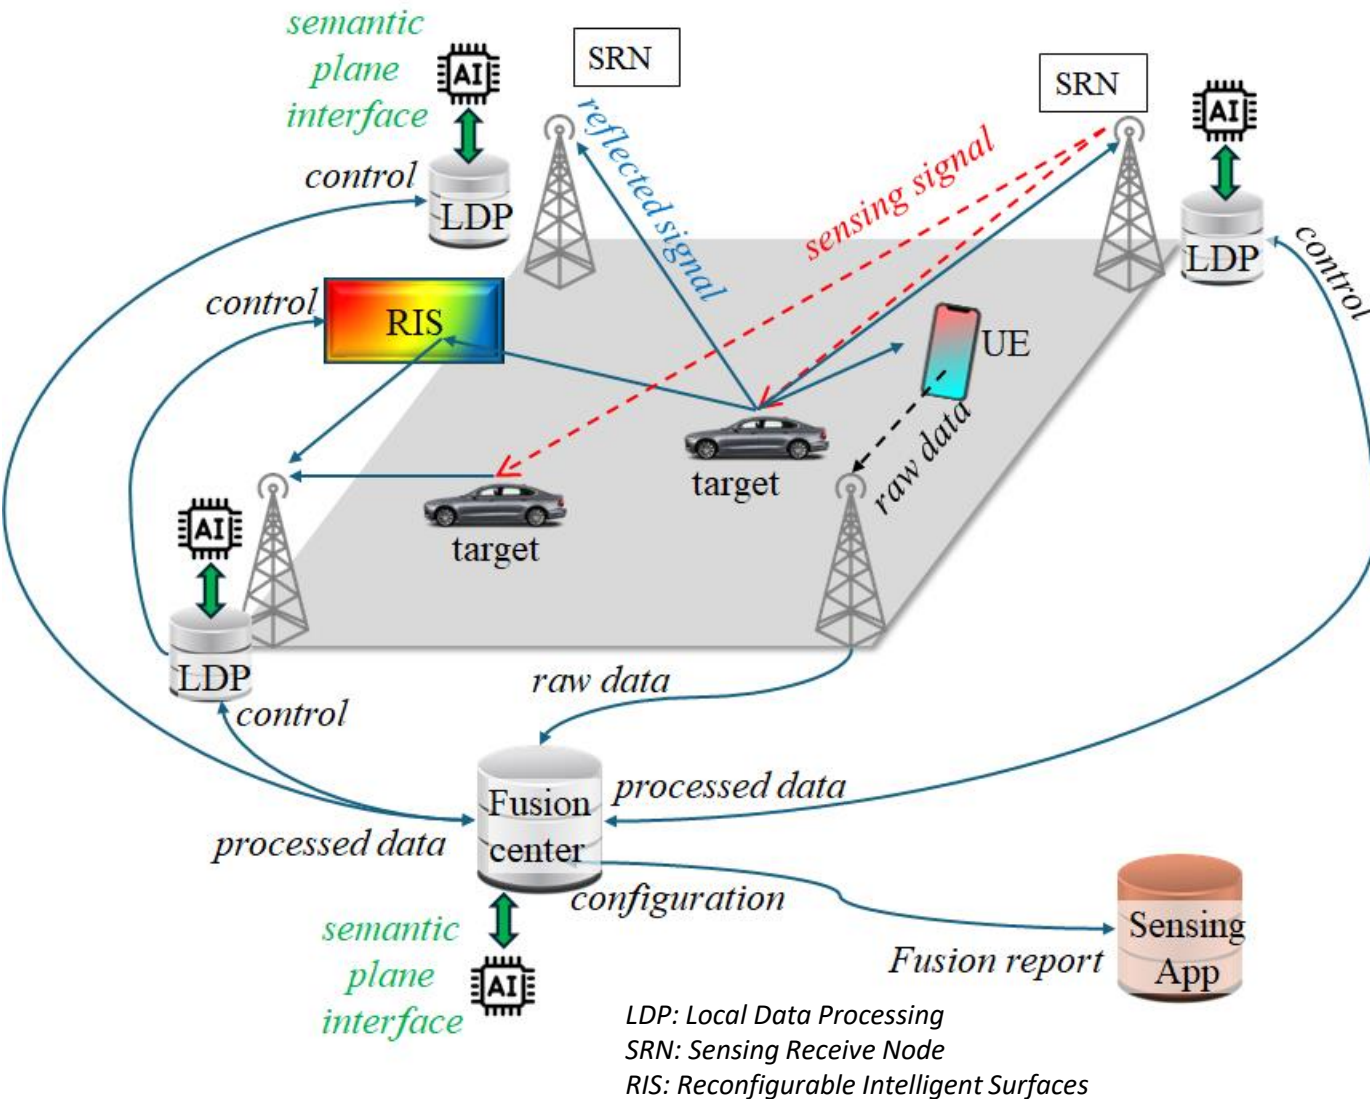 semantic
plane
interface
AI
SRN
SRN
AI
reflected signal
sensing signal
control
LDP
LDP
control
control
RIS
UE
raw data
target
target
AI
LDP
control
raw data
processed data
Fusion
center
processed data
configuration
semantic
plane
interface
AI
Fusion report
Sensing
App
LDP: Local Data Processing
SRN: Sensing Receive Node
RIS: Reconfigurable Intelligent Surfaces